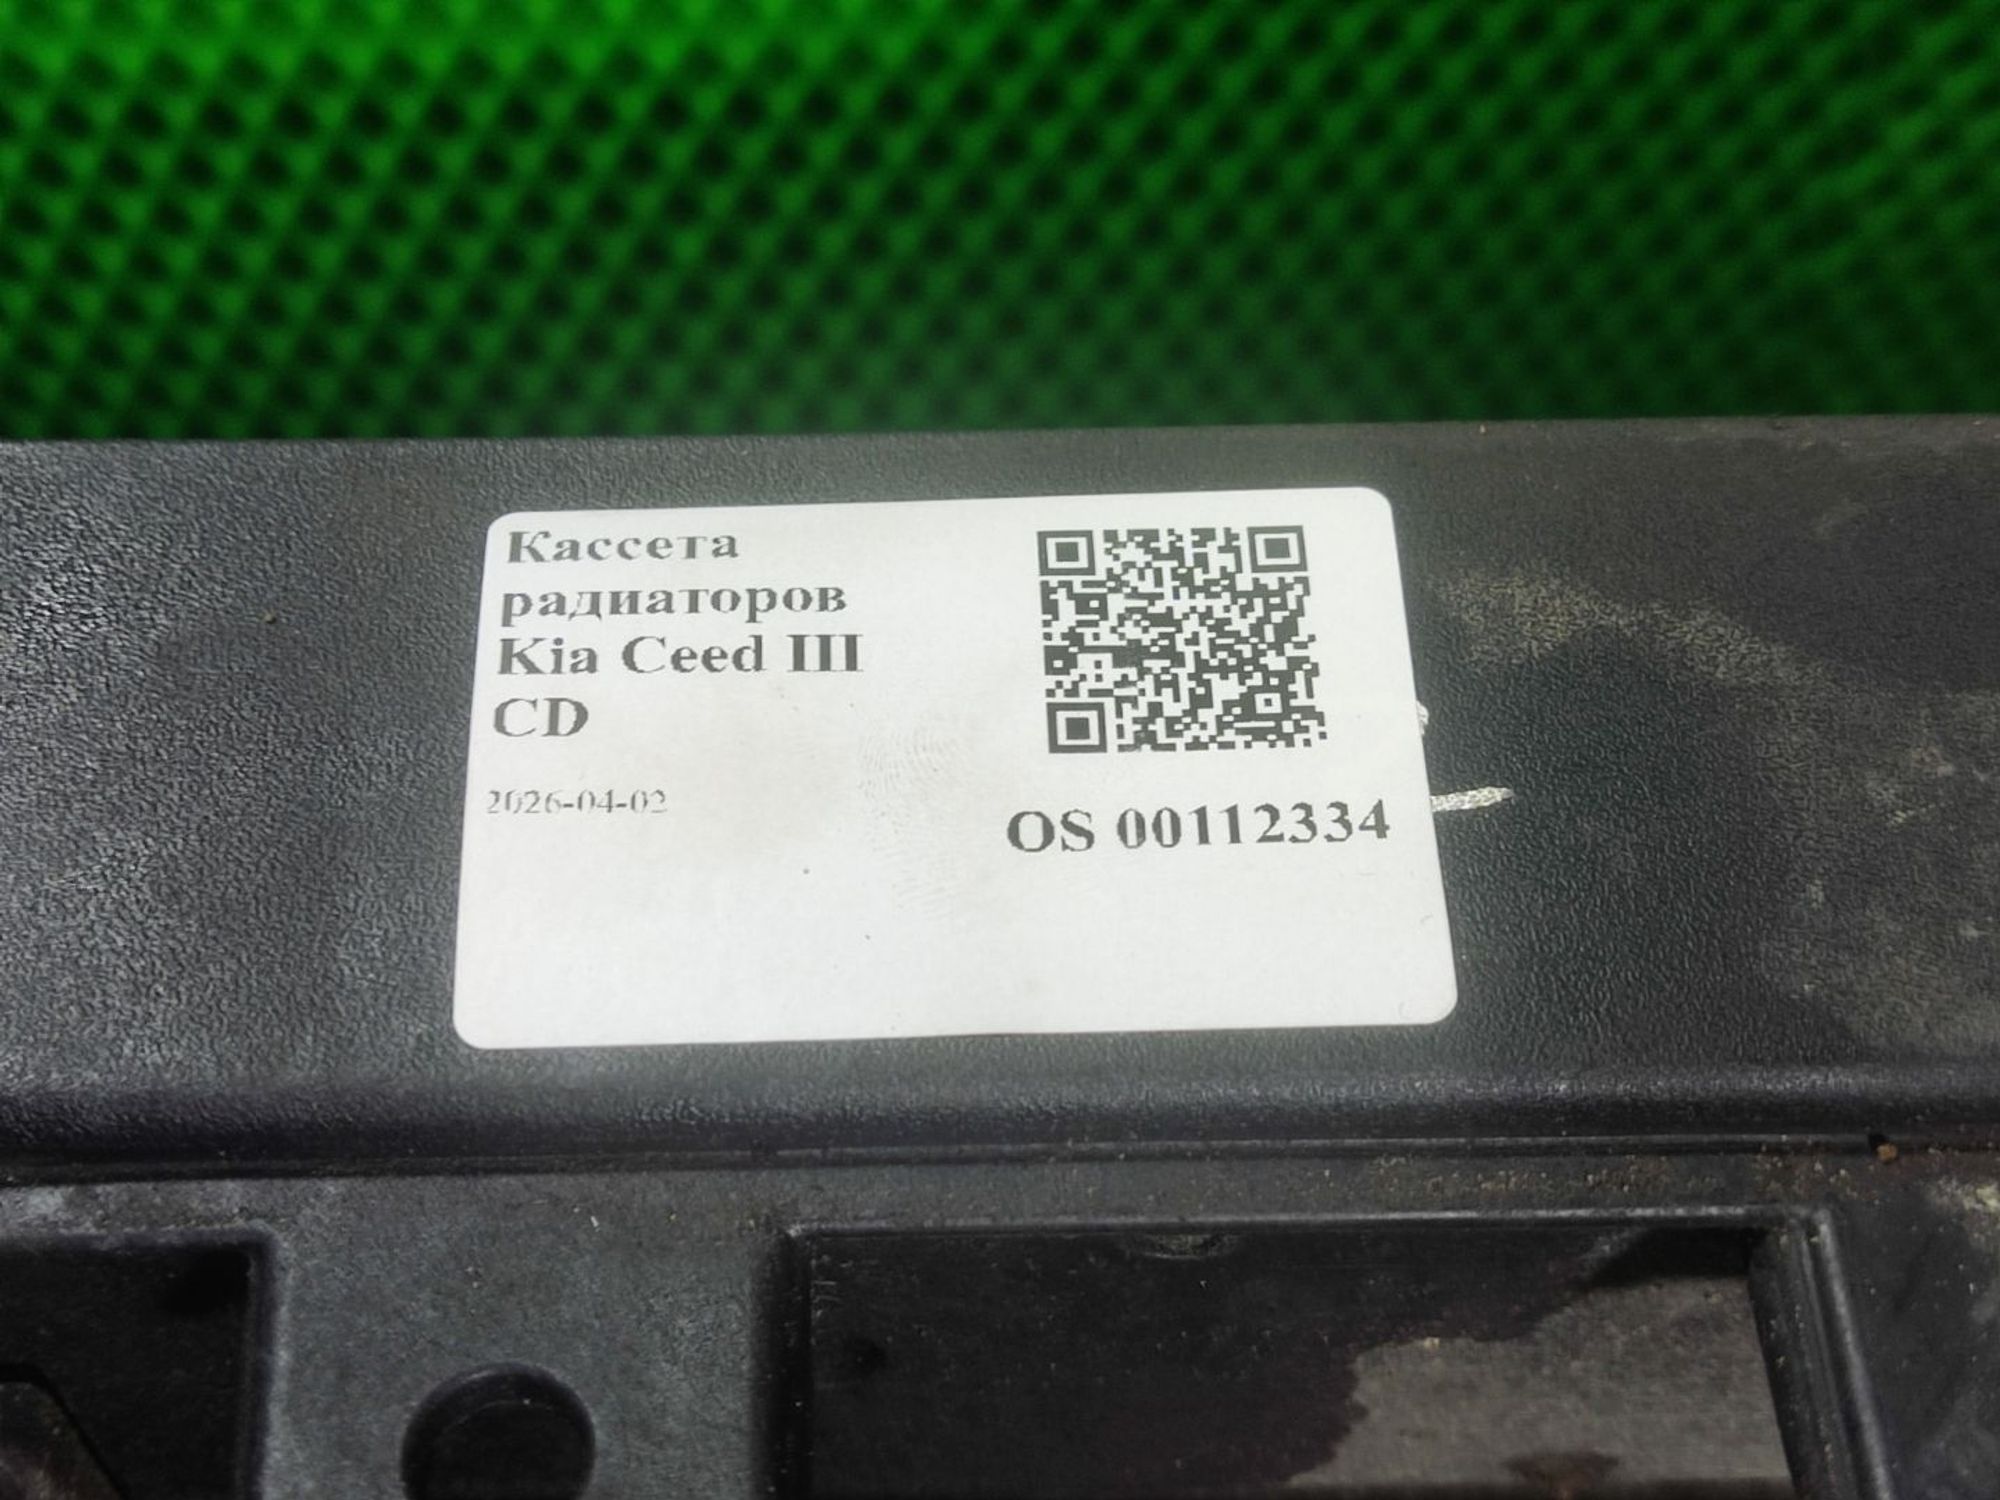 Кассета
радиаторов
Kia Ceed III
CD
2026-04-02
OS 00112334